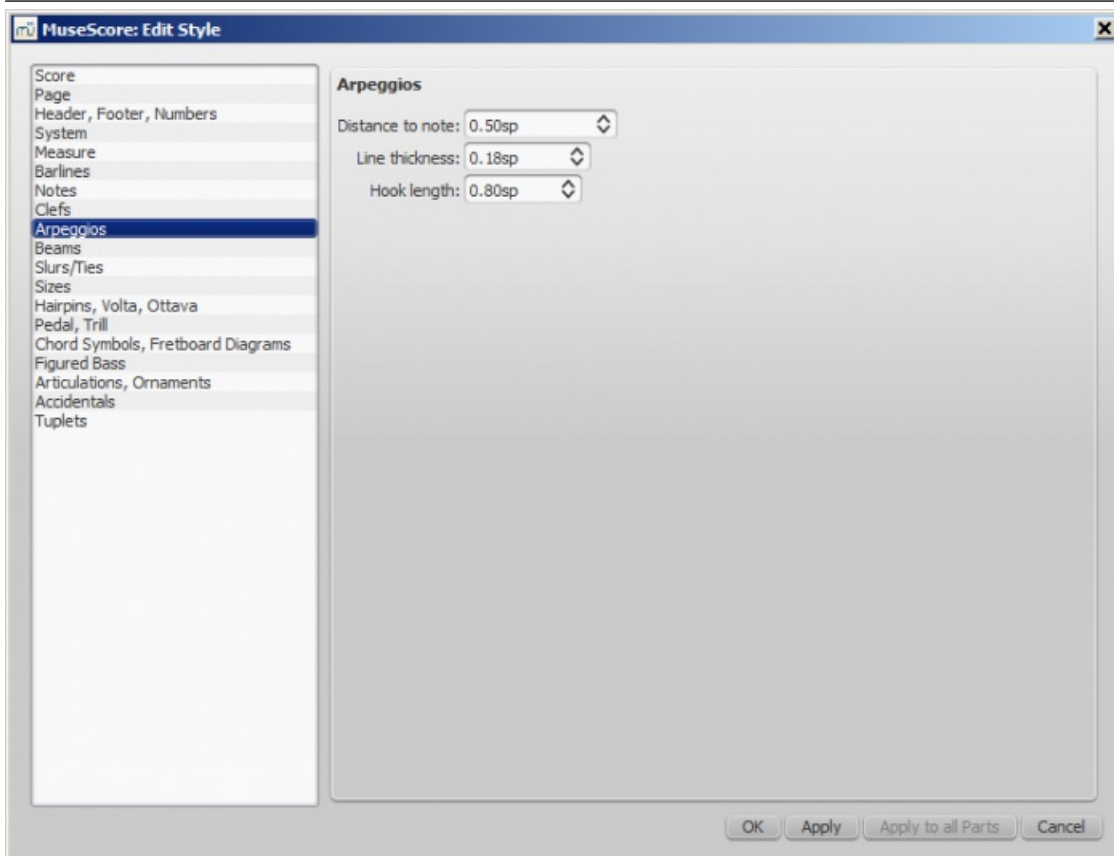 MuseScore: Edit Style
Score
Page
Header, Footer, Numbers
System
Measure
Barlines
Notes
Clefs
Arpeggios
Beams
Slurs/Ties
Sizes
Hairpins, Volta, Ottava
Pedal, Trill
Chord Symbols, Fretboard Diagrams
Figured Bass
Articulations, Ornaments
Accidentals
Tuplets
Arpeggios
Distance to note: 0.50sp
Line thickness: 0.18sp
Hook length: 0.80sp
OK Apply Apply to all Parts Cancel